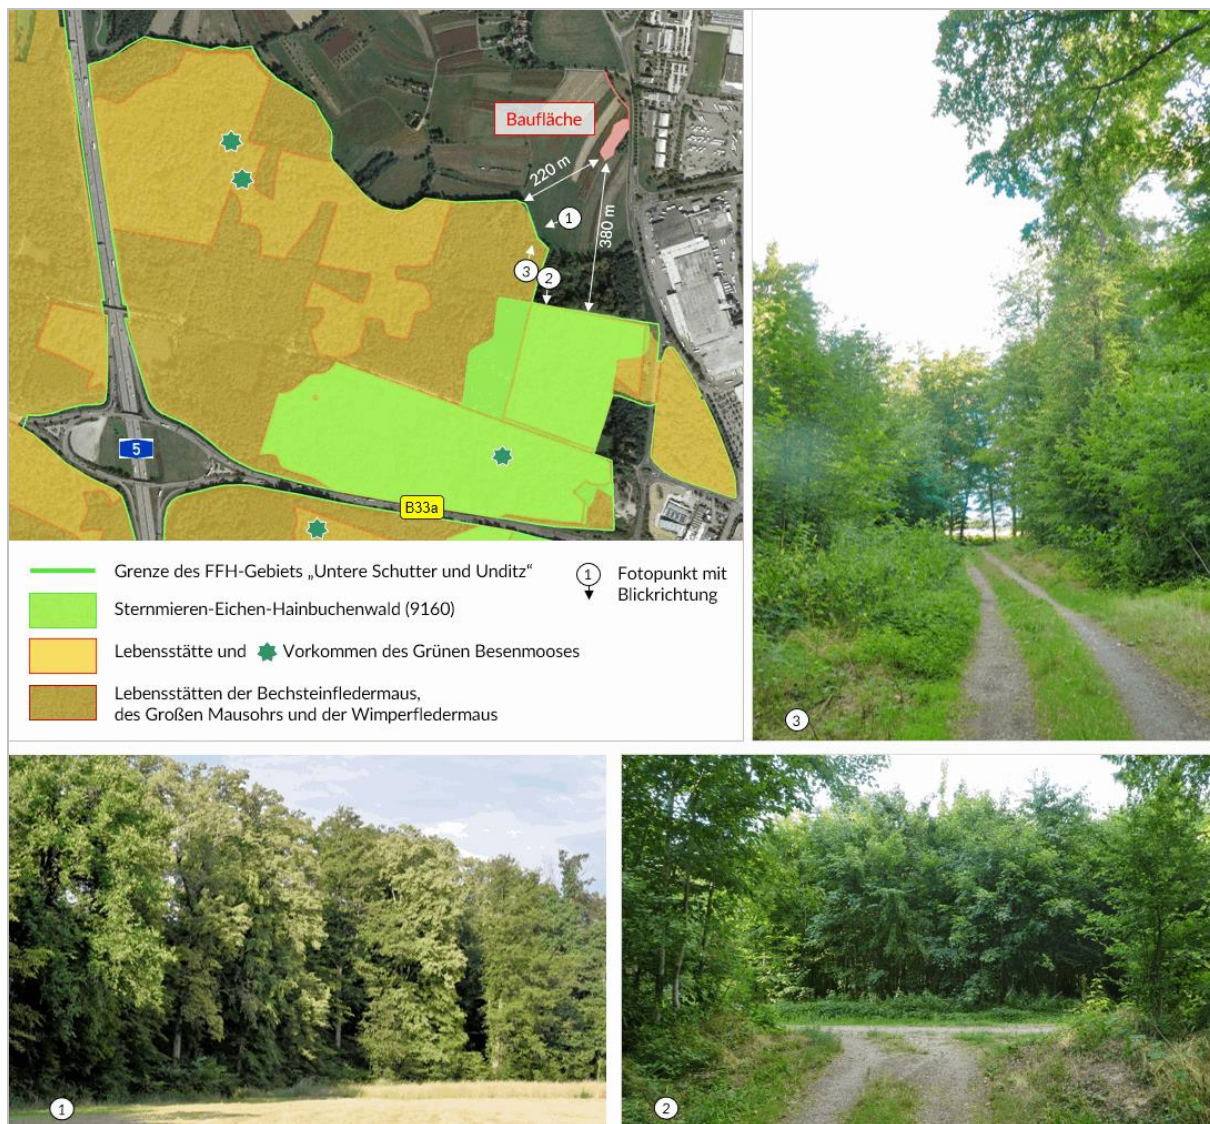 Baufläche
220 m
1
380 m
3
2
5
B33a
Grenze des FFH-Gebiets „Untere Schutter und Unditz“
1
Fotopunkt mit
Blickrichtung
Sternmieren-Eichen-Hainbuchenwald (9160)
Lebensstätte und Vorkommen des Grünen Besenmooses
Lebensstätten der Bechsteinfledermaus,
des Großen Mausohrs und der Wimperfledermaus
3
1
2